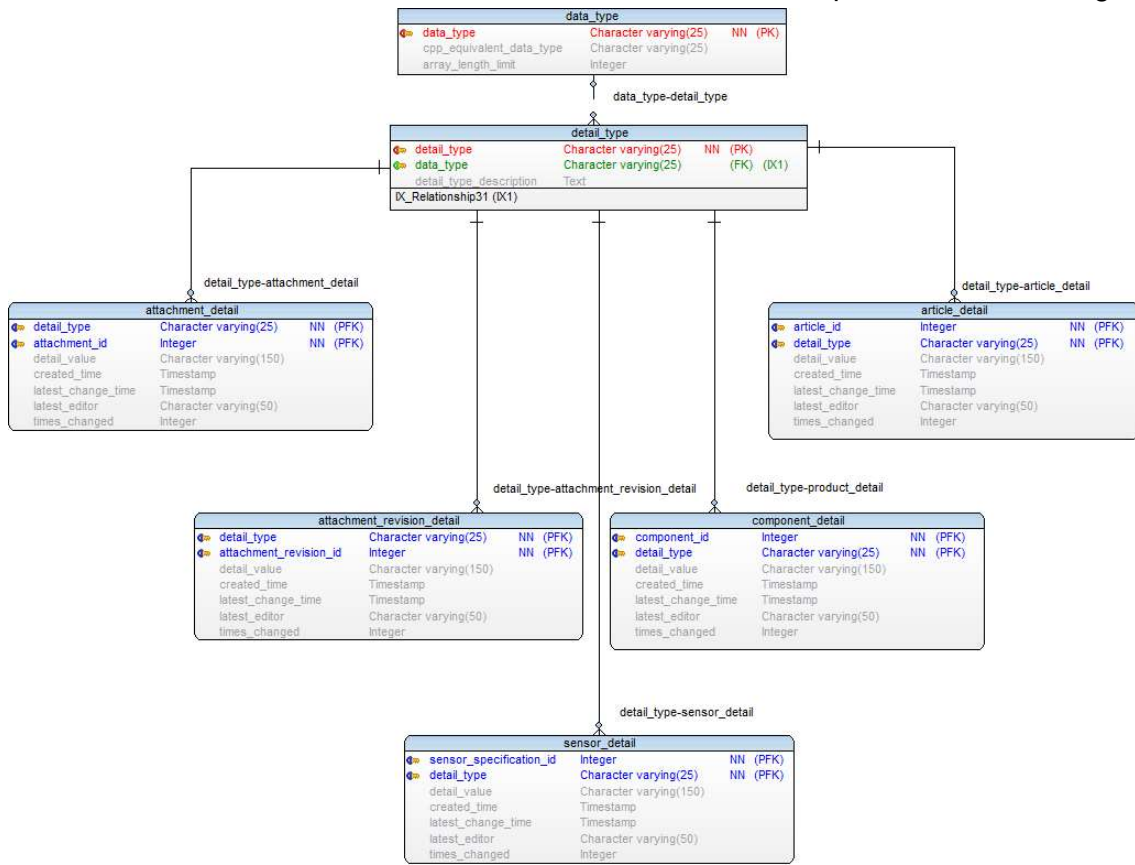 data_type
data_type Character varying(25) NN (PK)
cpp_equivalent_data_type Character varying(25)
array_length_limit Integer
data_type-detail_type
detail_type
detail_type Character varying(25) NN (PK)
data_type Character varying(25) (FK) (IX1)
detail_type_description Text
IX_Relationship31 (IX1)
detail_type-attachment_detail
attachment_detail
detail_type Character varying(25) NN (PFK)
attachment_id Integer NN (PFK)
detail_value Character varying(150)
created_time Timestamp
latest_change_time Timestamp
latest_editor Character varying(50)
times_changed Integer
detail_type-article_detail
article_detail
article_id Integer NN (PFK)
detail_type Character varying(25) NN (PFK)
detail_value Character varying(150)
created_time Timestamp
latest_change_time Timestamp
latest_editor Character varying(50)
times_changed Integer
detail_type-attachment_revision_detail
attachment_revision_detail
detail_type Character varying(25) NN (PFK)
attachment_revision_id Integer NN (PFK)
detail_value Character varying(150)
created_time Timestamp
latest_change_time Timestamp
latest_editor Character varying(50)
times_changed Integer
detail_type-product_detail
component_detail
component_id Integer NN (PFK)
detail_type Character varying(25) NN (PFK)
detail_value Character varying(150)
created_time Timestamp
latest_change_time Timestamp
latest_editor Character varying(50)
times_changed Integer
detail_type-sensor_detail
sensor_detail
sensor_specification_id Integer NN (PFK)
detail_type Character varying(25) NN (PFK)
detail_value Character varying(150)
created_time Timestamp
latest_change_time Timestamp
latest_editor Character varying(50)
times_changed Integer